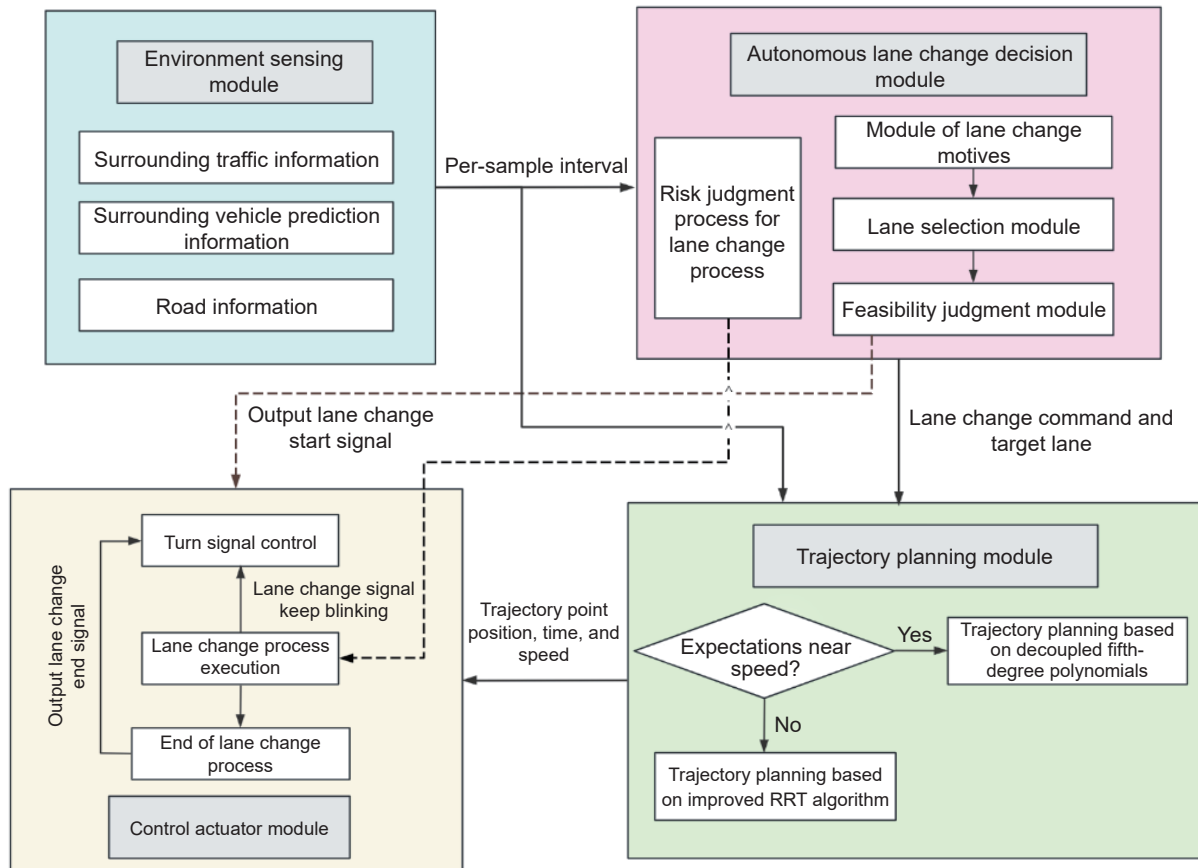 Environment sensing
module
Surrounding traffic information
Surrounding vehicle prediction
information
Road information
Per-sample interval
Autonomous lane change decision
module
Risk judgment
process for
lane change
process
Module of lane change
motives
Lane selection module
Feasibility judgment module
Output lane change
start signal
Lane change command and
target lane
Turn signal control
Lane change signal
keep blinking
Lane change process
execution
End of lane change
process
Output lane change
end signal
Control actuator module
Trajectory point
position, time, and
speed
Trajectory planning module
Expectations near
speed?
Yes
Trajectory planning based
on decoupled fifth-
degree polynomials
No
Trajectory planning based
on improved RRT algorithm